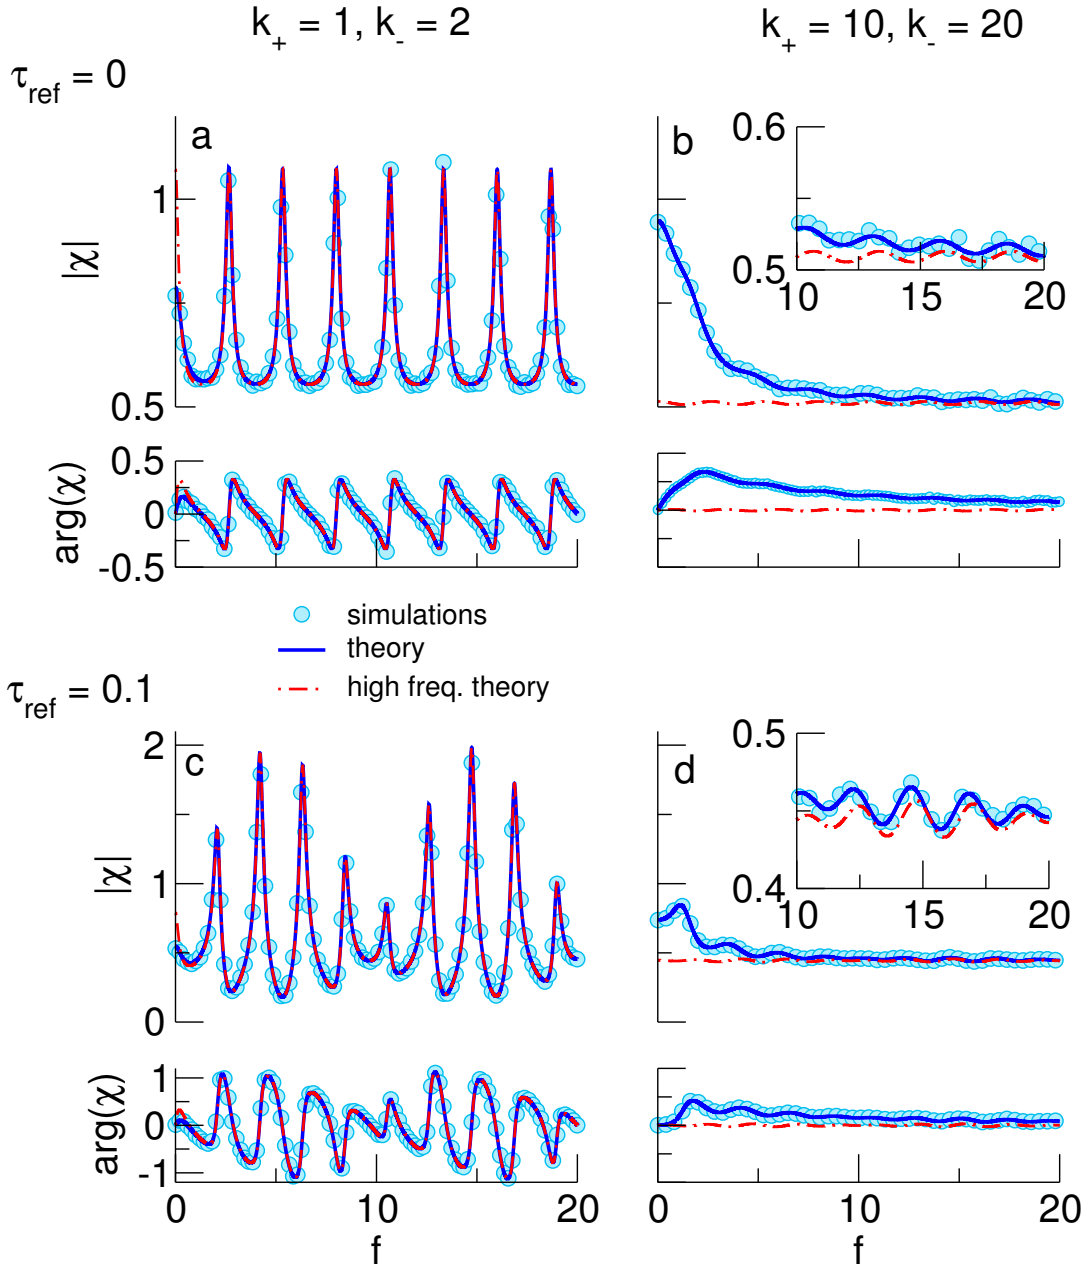 k₊ = 1, k₋ = 2
k₊ = 10, k₋ = 20
τref = 0
a
1
0.5
|χ|
b
0.6
0.5
10 15 20
0.5
0
-0.5
arg(χ)
simulations
theory
high freq. theory
τref = 0.1
c
2
1
0
|χ|
d
0.5
0.4
10 15 20
1
0
-1
arg(χ)
0 10 20
f
0 10 20
f